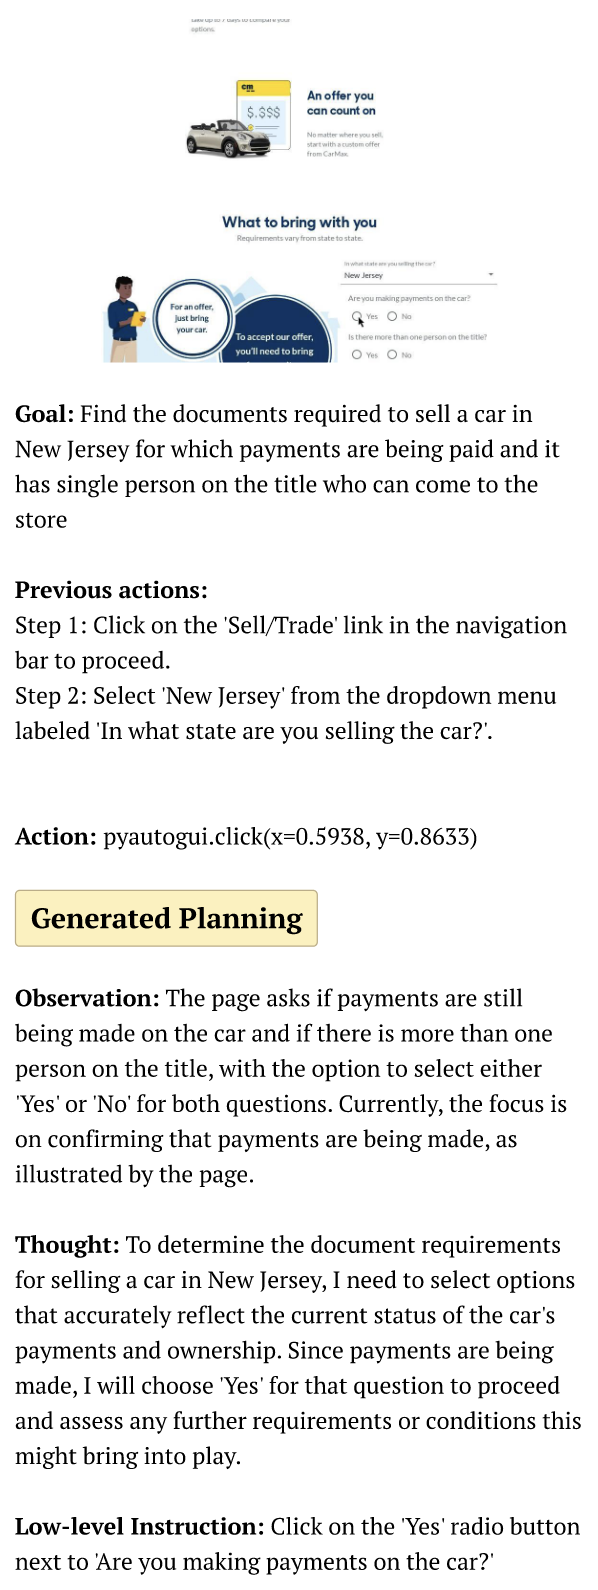 take up to 7 days to compare your
options.
cm
$.$$$
An offer you
can count on
No matter where you sell,
start with a custom offer
from CarMax.
What to bring with you
Requirements vary from state to state.
In what state are you selling the car?
New Jersey
For an offer,
just bring
your car.
To accept our offer,
you'll need to bring
Are you making payments on the car?
Yes No
Is there more than one person on the title?
Yes No
Goal: Find the documents required to sell a car in
New Jersey for which payments are being paid and it
has single person on the title who can come to the
store
Previous actions:
Step 1: Click on the 'Sell/Trade' link in the navigation
bar to proceed.
Step 2: Select 'New Jersey' from the dropdown menu
labeled 'In what state are you selling the car?'.
Action: pyautogui.click(x=0.5938, y=0.8633)
Generated Planning
Observation: The page asks if payments are still
being made on the car and if there is more than one
person on the title, with the option to select either
'Yes' or 'No' for both questions. Currently, the focus is
on confirming that payments are being made, as
illustrated by the page.
Thought: To determine the document requirements
for selling a car in New Jersey, I need to select options
that accurately reflect the current status of the car's
payments and ownership. Since payments are being
made, I will choose 'Yes' for that question to proceed
and assess any further requirements or conditions this
might bring into play.
Low-level Instruction: Click on the 'Yes' radio button
next to 'Are you making payments on the car?'